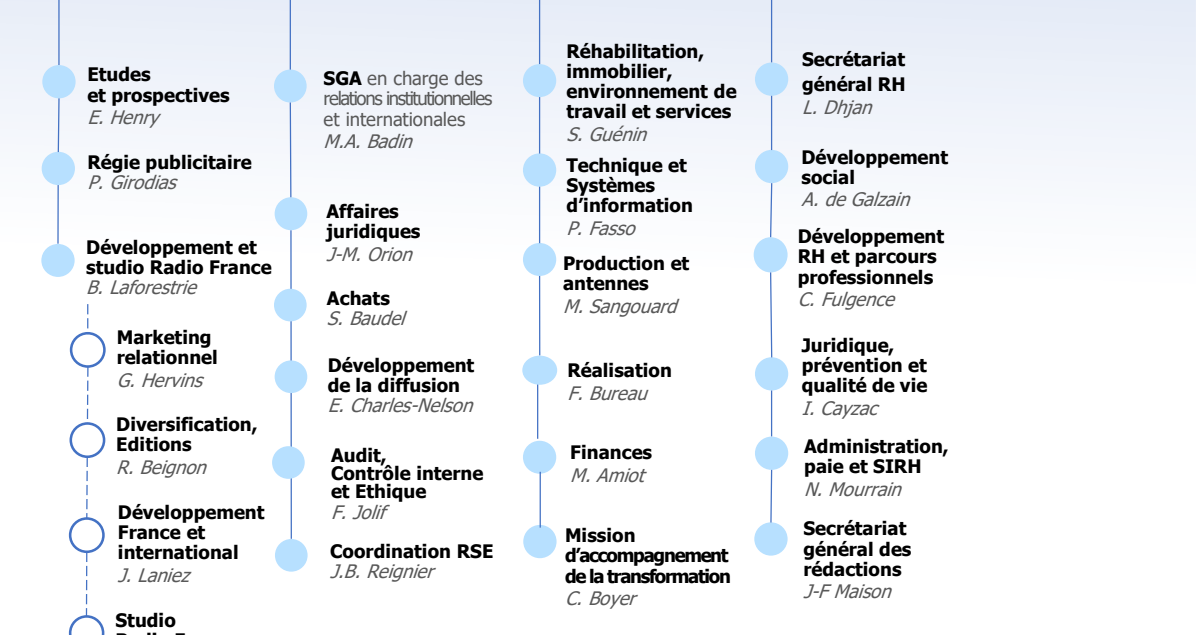 Etudes
et prospectives
E. Henry
Régie publicitaire
P. Girodias
Développement et
studio Radio France
B. Laforestrie
Marketing
relationnel
G. Hervins
Diversification,
Editions
R. Beignon
Développement
France et
international
J. Laniez
Studio
SGA en charge des
relations institutionnelles
et internationales
M.A. Badin
Affaires
juridiques
J-M. Orion
Achats
S. Baudel
Développement
de la diffusion
E. Charles-Nelson
Audit,
Contrôle interne
et Ethique
F. Jolif
Coordination RSE
J.B. Reignier
Réhabilitation,
immobilier,
environnement de
travail et services
S. Guénin
Technique et
Systèmes
d’information
P. Fasso
Production et
antennes
M. Sangouard
Réalisation
F. Bureau
Finances
M. Amiot
Mission
d’accompagnement
de la transformation
C. Boyer
Secrétariat
général RH
L. Dhjan
Développement
social
A. de Galzain
Développement
RH et parcours
professionnels
C. Fulgence
Juridique,
prévention et
qualité de vie
I. Cayzac
Administration,
paie et SIRH
N. Mourrain
Secrétariat
général des
rédactions
J-F Maison